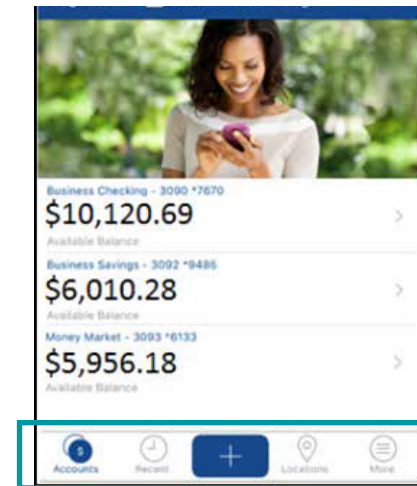 Business Checking - 3090 *7670
$10,120.69
Available Balance
Business Savings - 3092 *9486
$6,010.28
Available Balance
Money Market - 3093 *6133
$5,956.18
Available Balance
$
Accounts Recent + Locations More